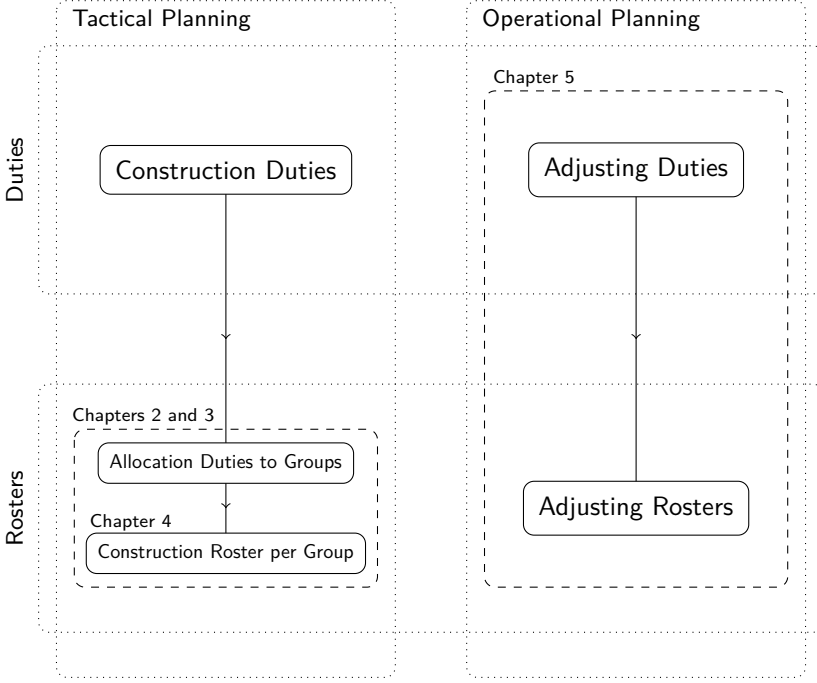 Tactical Planning
Operational Planning
Chapter 5
Duties
Construction Duties
Adjusting Duties
Chapters 2 and 3
Rosters
Allocation Duties to Groups
Chapter 4
Construction Roster per Group
Adjusting Rosters